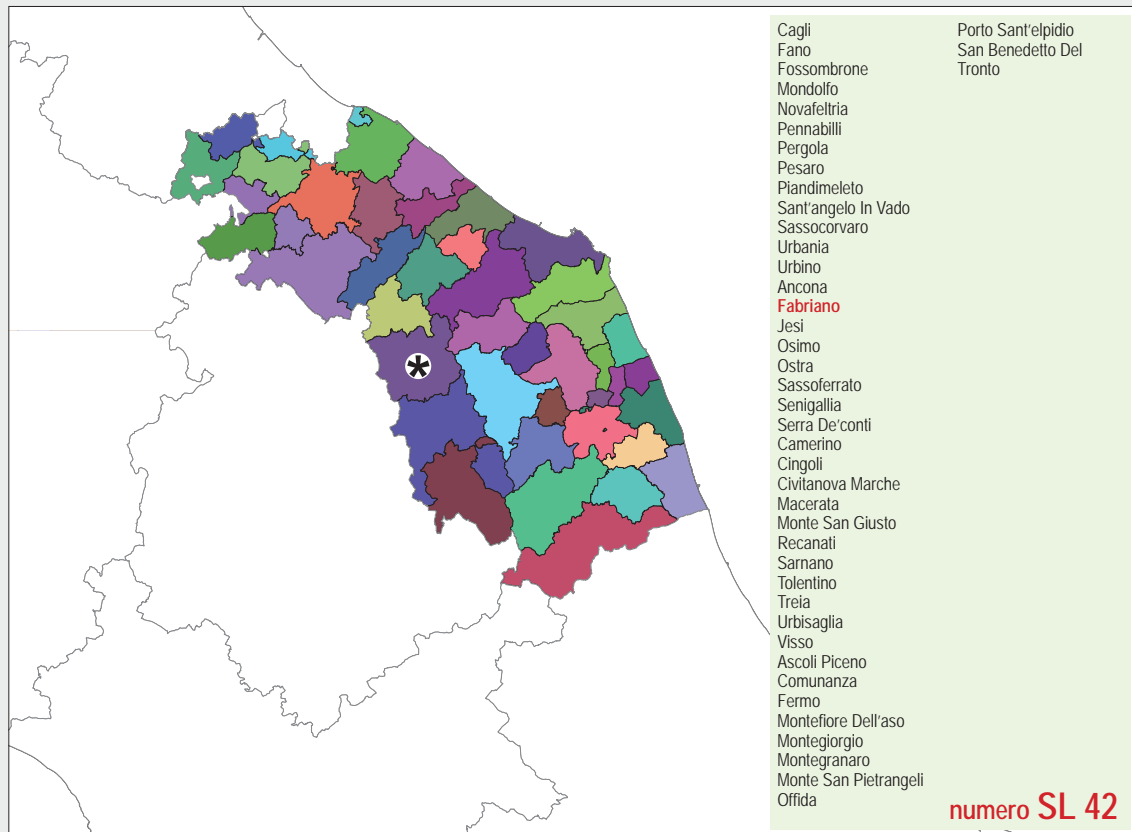 Cagli
Fano
Fossombrone
Mondolfo
Novafeltria
Pennabilli
Pergola
Pesaro
Piandimeleto
Sant'angelo In Vado
Sassocorvaro
Urbania
Urbino
Ancona
Fabriano
Jesi
Osimo
Ostra
Sassoferrato
Senigallia
Serra De'conti
Camerino
Cingoli
Civitanova Marche
Macerata
Monte San Giusto
Recanati
Sarnano
Tolentino
Treia
Urbisaglia
Visso
Ascoli Piceno
Comunanza
Fermo
Montefiore Dell'aso
Montegiorgio
Montegranaro
Monte San Pietrangeli
Offida
Porto Sant'elpidio
San Benedetto Del
Tronto
numero SL 42